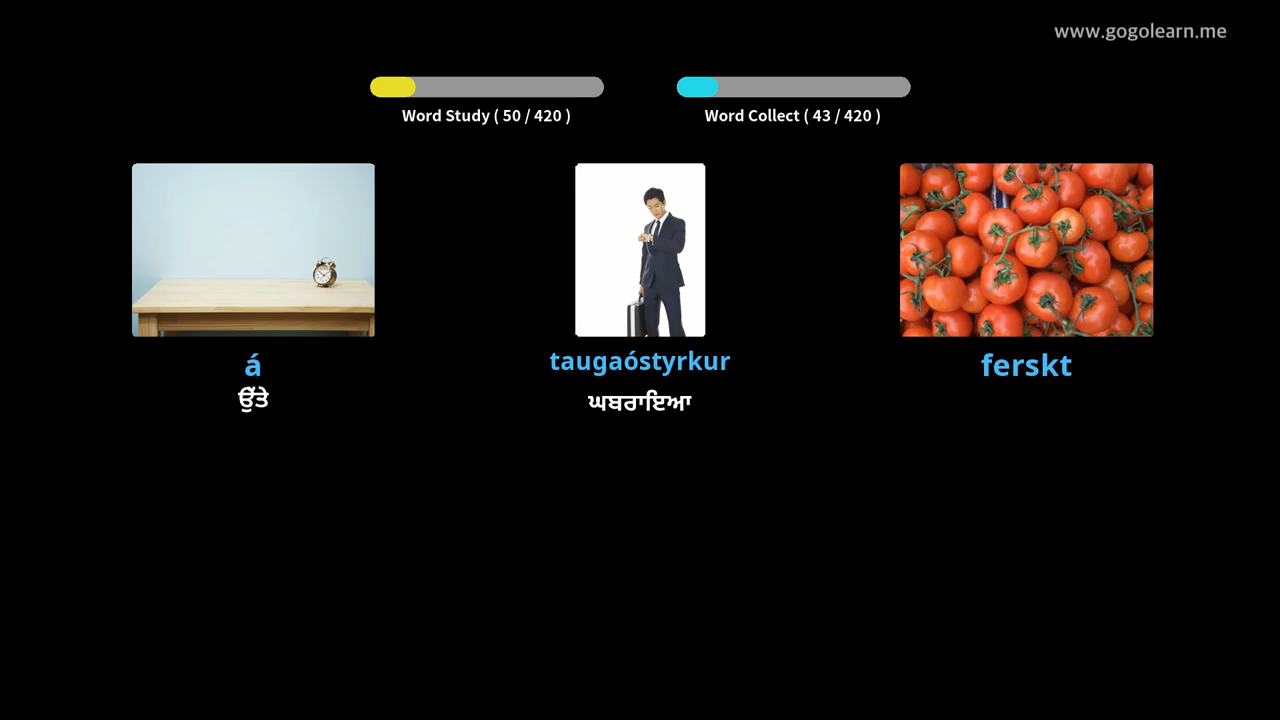 www.gogolearn.me
Word Study ( 50 / 420 )
Word Collect ( 43 / 420 )
á
ਉੱਤੇ
taugaóstyrkur
ਘਬਰਾਇਆ
ferskt